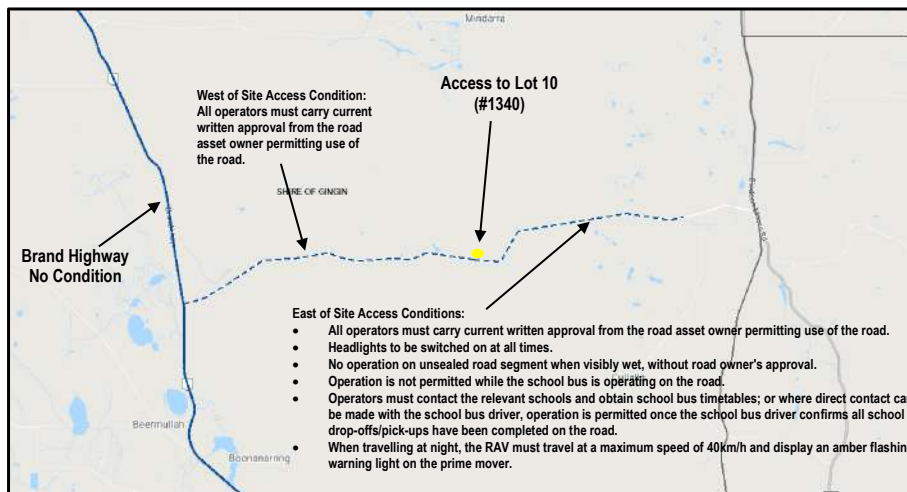 Mindarra
Access to Lot 10
(#1340)
West of Site Access Condition:
All operators must carry current
written approval from the road
asset owner permitting use of
the road.
SHIRE OF GINGIN
Brand Highway
No Condition
East of Site Access Conditions:
• All operators must carry current written approval from the road asset owner permitting use of the road.
• Headlights to be switched on at all times.
• No operation on unsealed road segment when visibly wet, without road owner's approval.
• Operation is not permitted while the school bus is operating on the road.
• Operators must contact the relevant schools and obtain school bus timetables; or where direct contact can
be made with the school bus driver, operation is permitted once the school bus driver confirms all school
drop-offs/pick-ups have been completed on the road.
• When travelling at night, the RAV must travel at a maximum speed of 40km/h and display an amber flashin
warning light on the prime mover.
Beermullah
Boonanarring